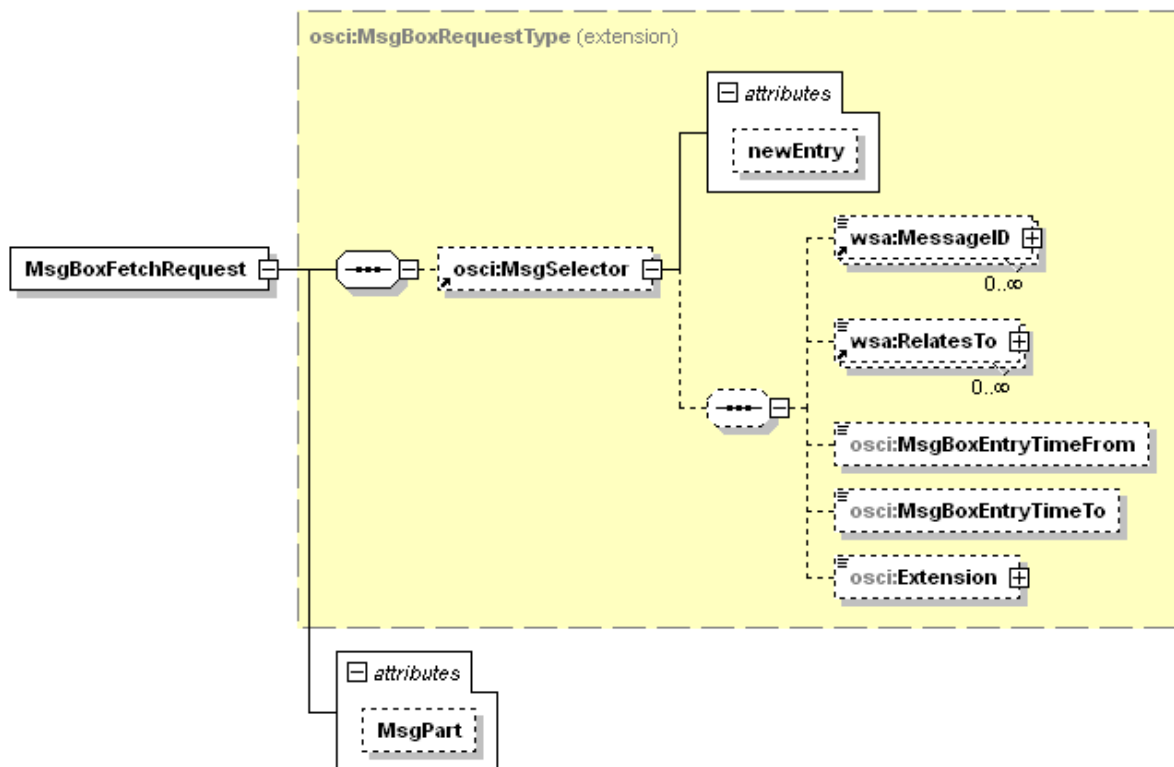 osci:MsgBoxRequestType (extension)
attributes
newEntry
wsa:MessageID
0..∞
MsgBoxFetchRequest
osci:MsgSelector
wsa:RelatesTo
0..∞
osci:MsgBoxEntryTimeFrom
osci:MsgBoxEntryTimeTo
osci:Extension
attributes
MsgPart